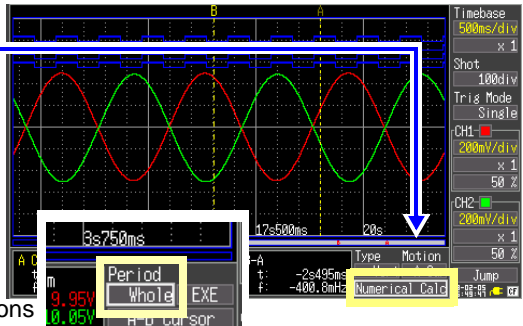 B A
Timebase
500ms/div
x 1
Shot
100div
Trig Mode
Single
CH1-
200mV/div
x 1
50 %
CH2-
200mV/div
x 1
50 %
17s500ms 20s
3s750ms
Type Motion
-A
t: -2s495ms
f: -400.8mHz
Numerical Calc
Jump
A C
t
f
m
9.95V
10.05V
Period
Whole EXE
A-D Cursor
ons
CF